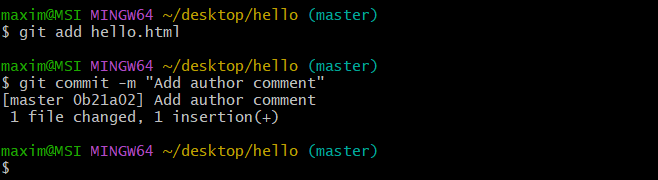 maxim@MSI MINGW64 ~/desktop/hello (master)
$ git add hello.html
maxim@MSI MINGW64 ~/desktop/hello (master)
$ git commit -m "Add author comment"
[master 0b21a02] Add author comment
 1 file changed, 1 insertion(+)
maxim@MSI MINGW64 ~/desktop/hello (master)
$